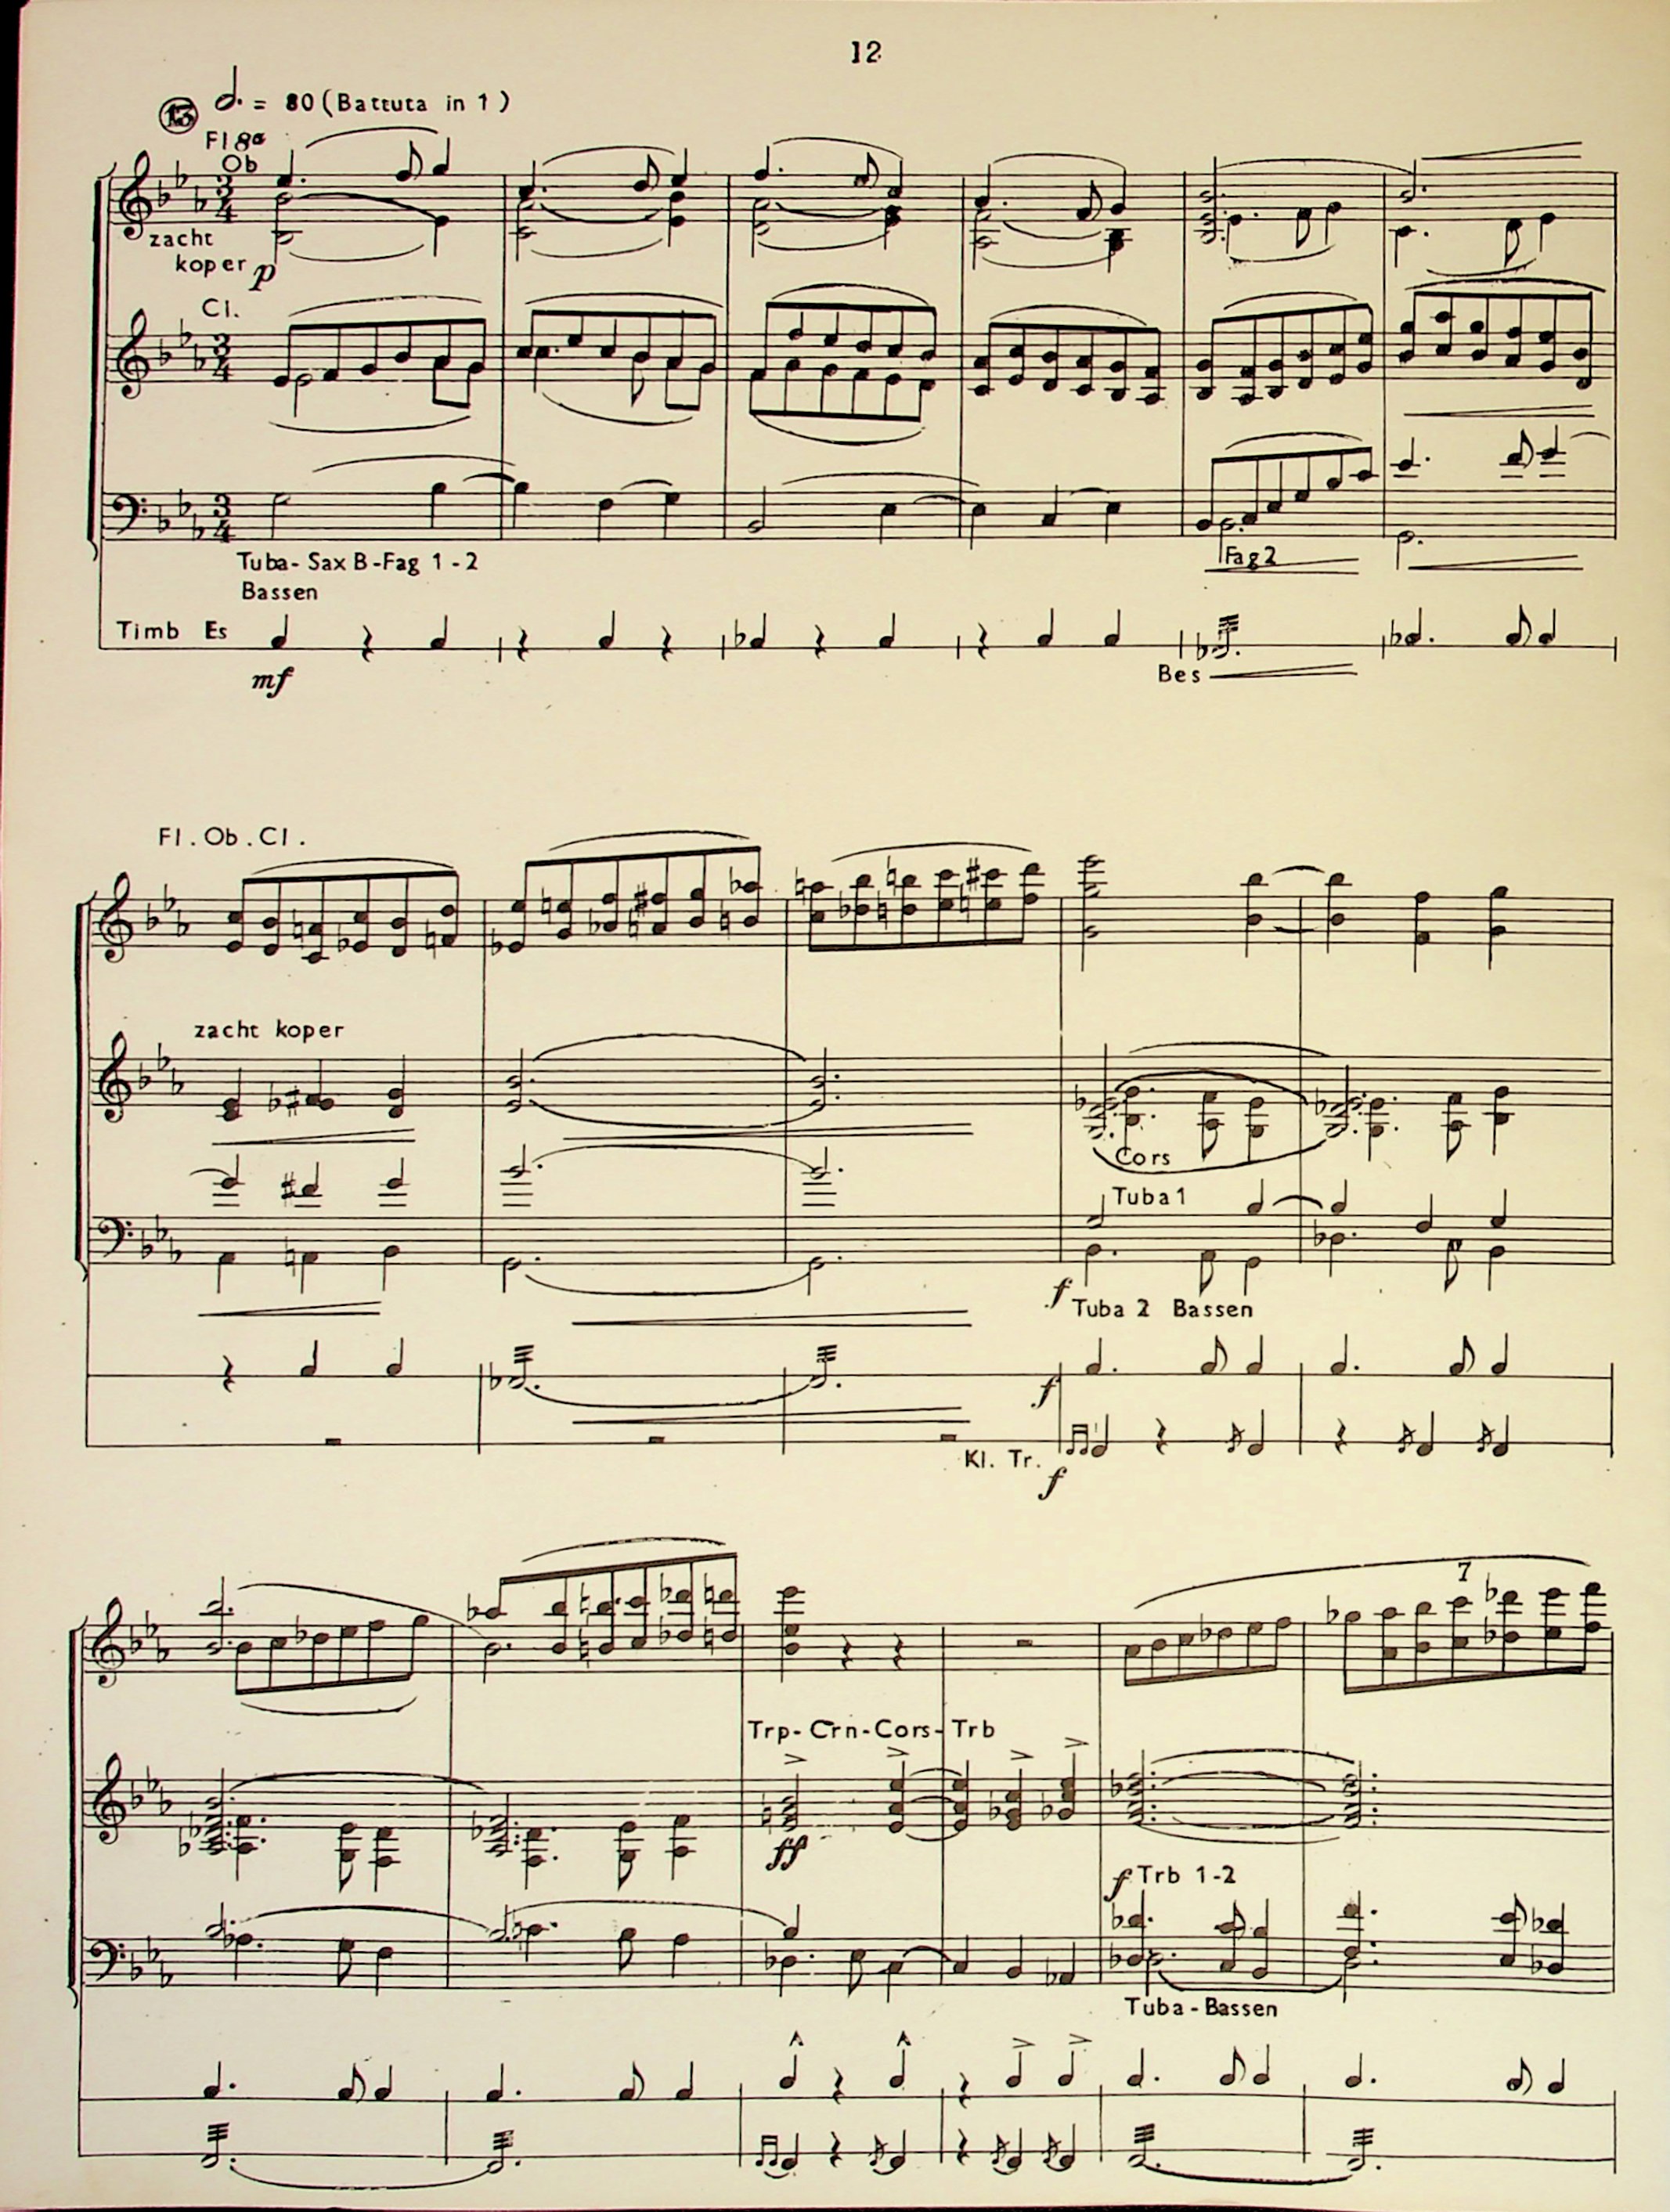 12
13 = 80 (Battuta in 1)
Fl 8a
Ob
zacht
koper p
Cl.
Tuba - Sax B - Fag 1 - 2
Bassen
Fag 2
Timb Es
mf
Bes
Fl. Ob. Cl.
zacht koper
Cors
Tuba 1
f
Tuba 2 Bassen
f
Kl. Tr.
f
7
Trp - Crn - Cors - Trb
ff
f Trb 1 - 2
Tuba - Bassen